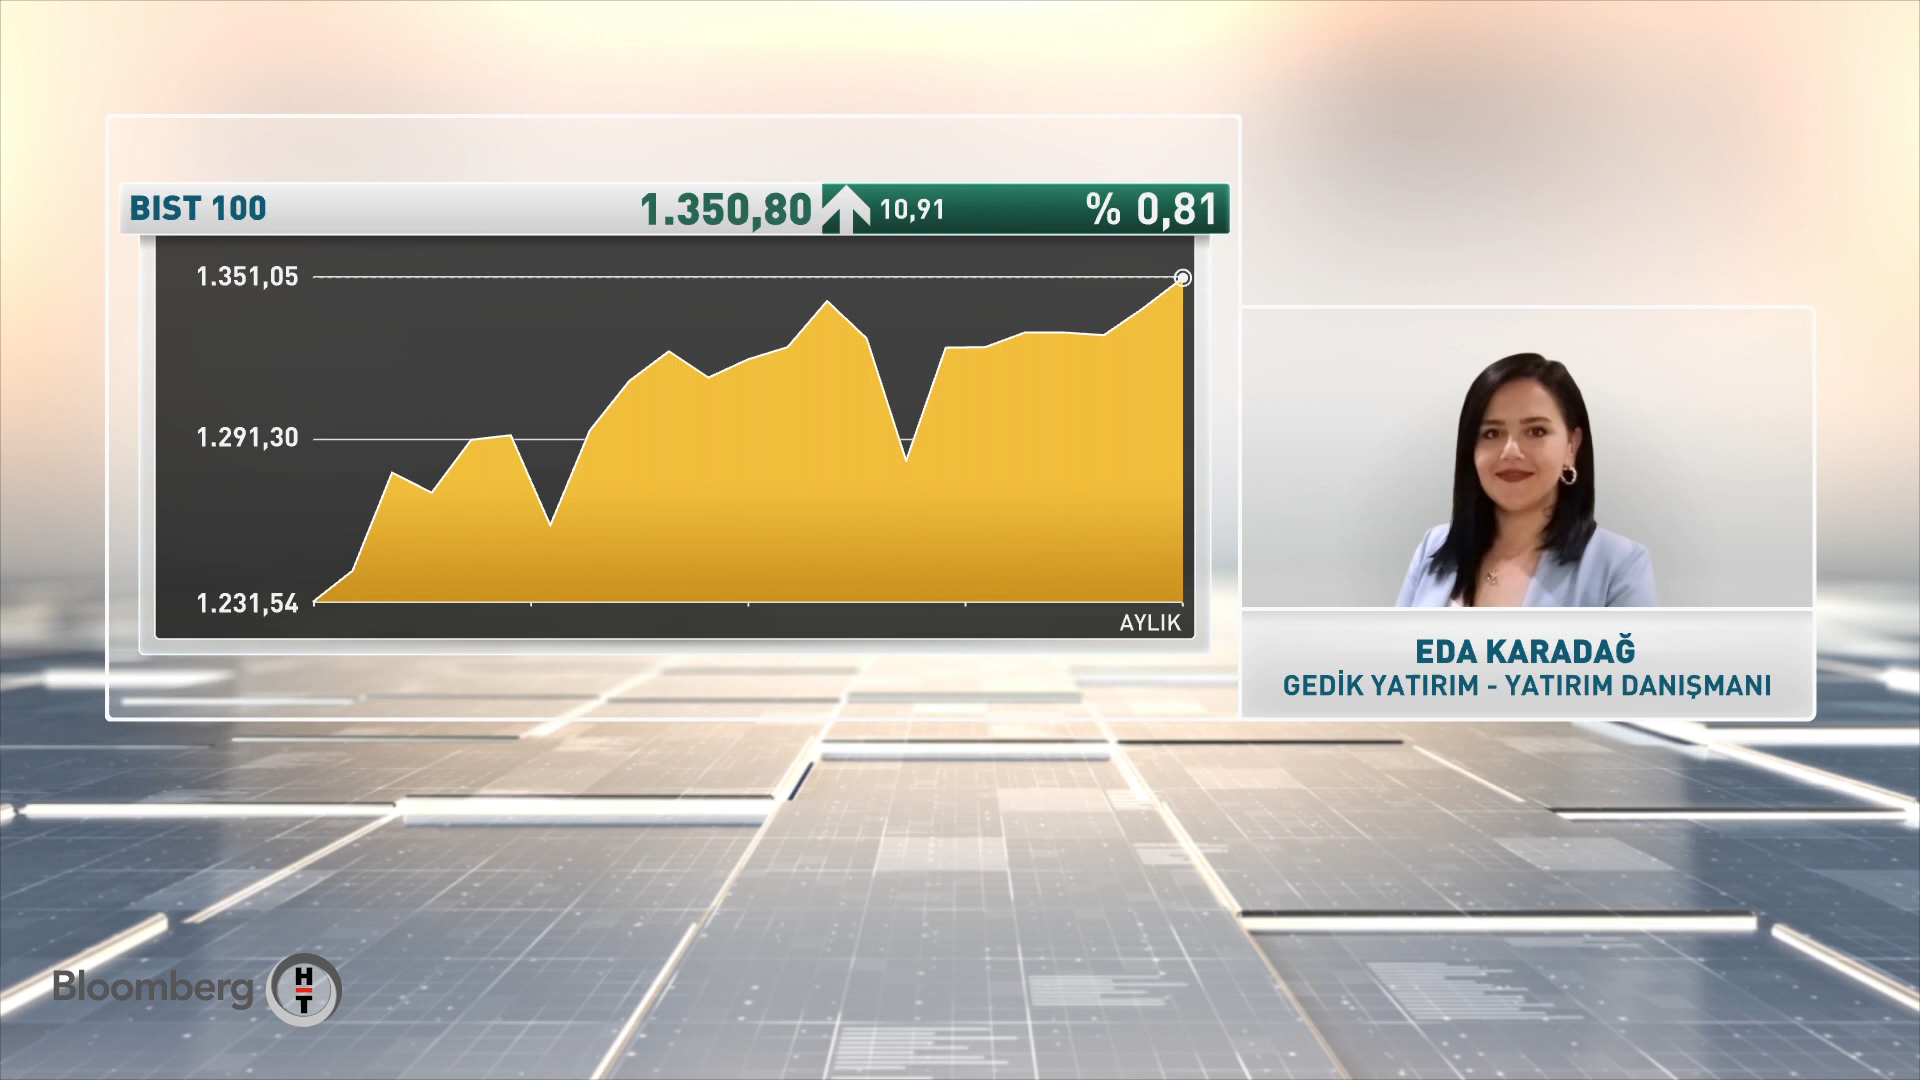 BIST 100 1.350,80 10,91 % 0,81
1.351,05
1.291,30
1.231,54
AYLIK
EDA KARADAĞ
GEDİK YATIRIM - YATIRIM DANIŞMANI
Bloomberg HT